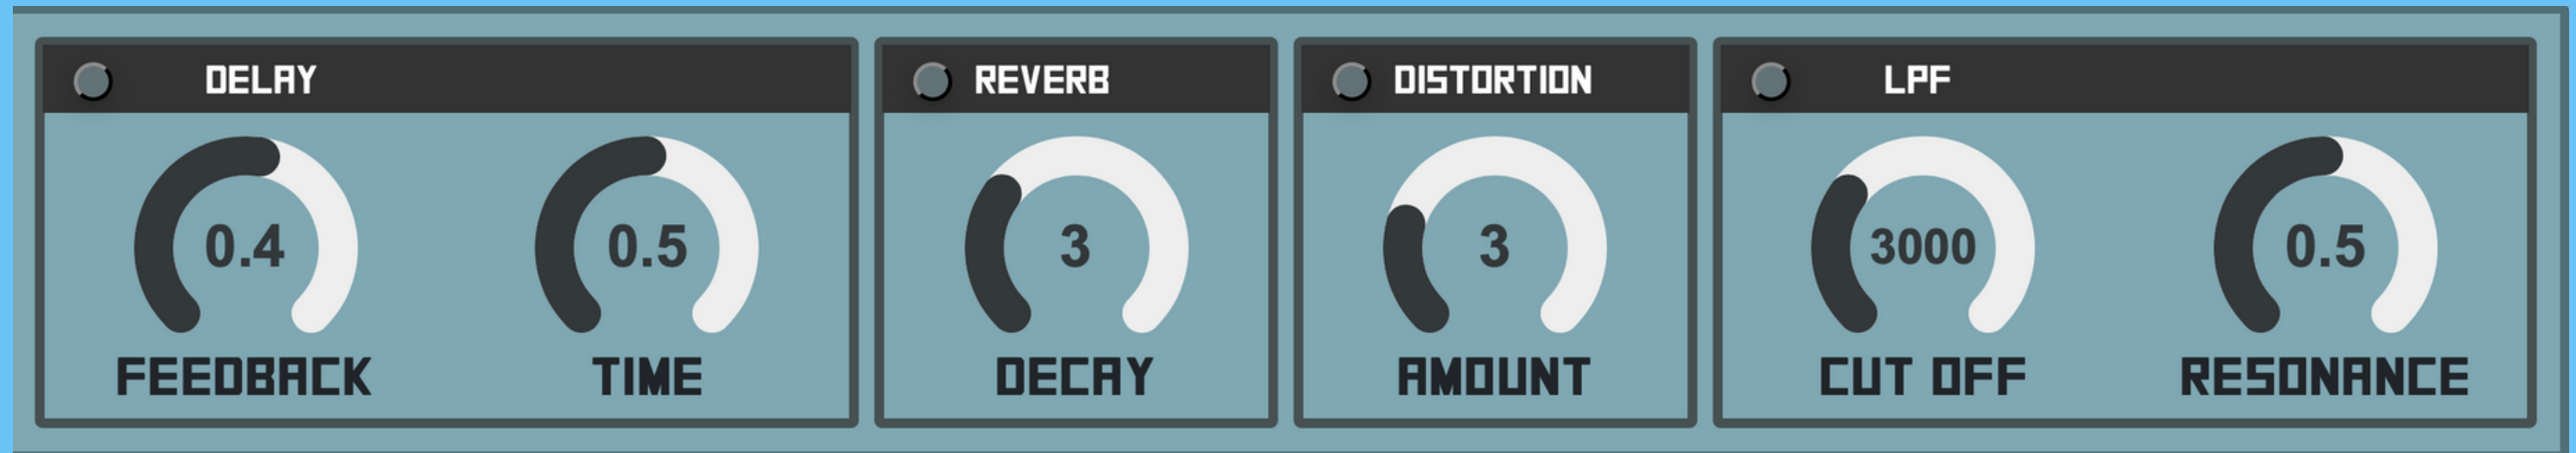 DELAY
0.4
FEEDBACK
0.5
TIME
REVERB
3
DECAY
DISTORTION
3
AMOUNT
LPF
3000
CUT OFF
0.5
RESONANCE